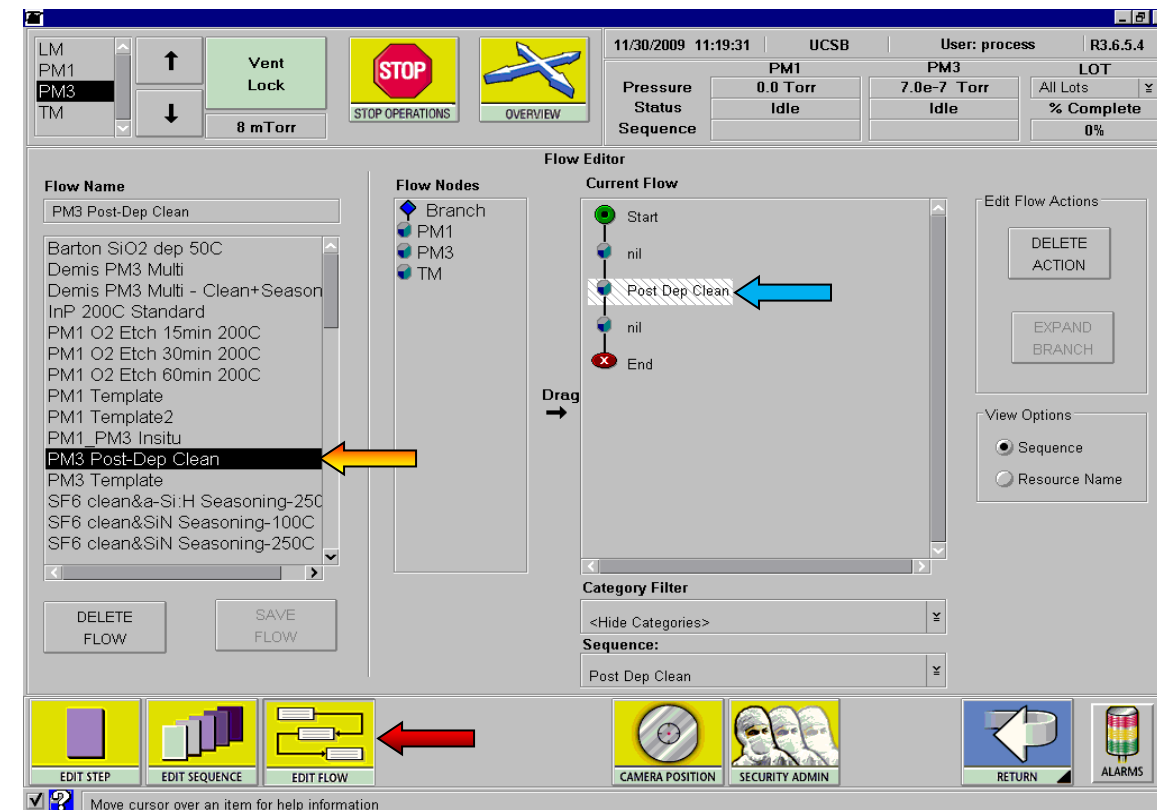 LM
PM1
PM3
TM
Vent
Lock
8 mTorr
STOP
STOP OPERATIONS
OVERVIEW
11/30/2009 11:19:31 UCSB User: process R3.6.5.4
PM1 PM3 LOT
Pressure 0.0 Torr 7.0e-7 Torr All Lots
Status Idle Idle % Complete
Sequence 0%
Flow Editor
Flow Name
PM3 Post-Dep Clean
Barton SiO2 dep 50C
Demis PM3 Multi
Demis PM3 Multi - Clean+Season
InP 200C Standard
PM1 O2 Etch 15min 200C
PM1 O2 Etch 30min 200C
PM1 O2 Etch 60min 200C
PM1 Template
PM1 Template2
PM1_PM3 Insitu
PM3 Post-Dep Clean
PM3 Template
SF6 clean&a-Si:H Seasoning-250
SF6 clean&SiN Seasoning-100C
SF6 clean&SiN Seasoning-250C
DELETE
FLOW
SAVE
FLOW
Flow Nodes
Branch
PM1
PM3
TM
Drag
Current Flow
Start
nil
Post Dep Clean
nil
End
Category Filter
<Hide Categories>
Sequence:
Post Dep Clean
Edit Flow Actions
DELETE
ACTION
EXPAND
BRANCH
View Options
Sequence
Resource Name
EDIT STEP
EDIT SEQUENCE
EDIT FLOW
CAMERA POSITION
SECURITY ADMIN
RETURN
ALARMS
Move cursor over an item for help information